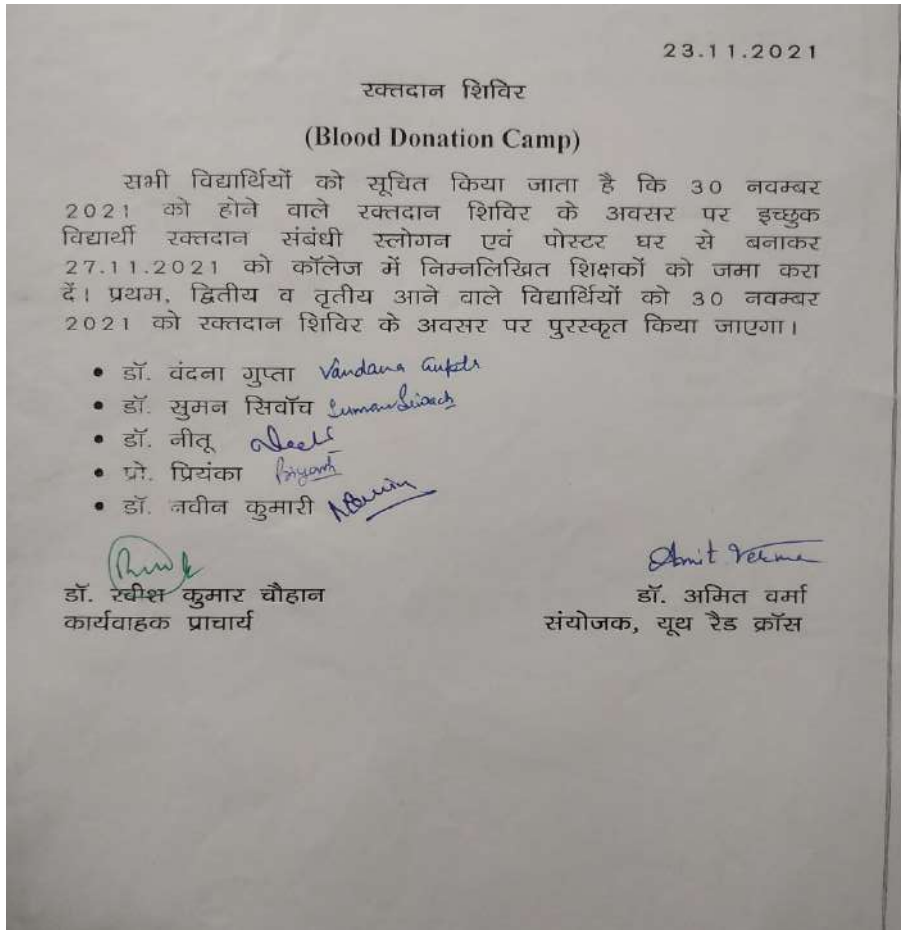 23.11.2021
रक्तदान शिविर
(Blood Donation Camp)
सभी विद्यार्थियों को सूचित किया जाता है कि 30 नवम्बर
2021 को होने वाले रक्तदान शिविर के अवसर पर इच्छुक
विद्यार्थी रक्तदान संबंधी स्लोगन एवं पोस्टर घर से बनाकर
27.11.2021 को कॉलेज में निम्नलिखित शिक्षकों को जमा करा
दें। प्रथम, द्वितीय व तृतीय आने वाले विद्यार्थियों को 30 नवम्बर
2021 को रक्तदान शिविर के अवसर पर पुरस्कृत किया जाएगा।
• डॉ. वंदना गुप्ता Vandana Gupta
• डॉ. सुमन सिवॉच Suman Siwach
• डॉ. नीतू
• प्रो. प्रियंका
• डॉ. नवीन कुमारी
Amit Verma
डॉ. रबीश कुमार चौहान डॉ. अमित वर्मा
कार्यवाहक प्राचार्य संयोजक, यूथ रैड क्रॉस